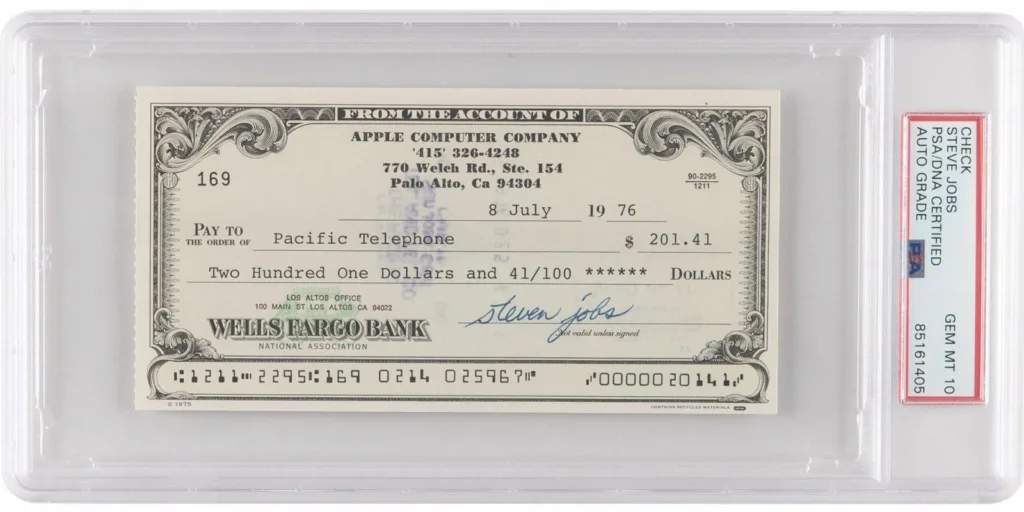 FROM THE ACCOUNT OF
APPLE COMPUTER COMPANY
'415' 326-4248
770 Welch Rd., Ste. 154
Palo Alto, Ca 94304
169
90-2295
1211
8 July 19 76
PAY TO
THE ORDER OF Pacific Telephone $ 201.41
Two Hundred One Dollars and 41/100 ****** DOLLARS
LOS ALTOS OFFICE
100 MAIN ST LOS ALTOS CA 94022
WELLS FARGO BANK
NATIONAL ASSOCIATION
steven jobs
Not valid unless signed
⑆1211⑉2295⑆169 0214 025967⑈ ⑇0000020141⑇
© 1975
CONTAINS RECYCLED MATERIALS
CHECK
STEVE JOBS
PSA/DNA CERTIFIED
AUTO GRADE GEM MT 10
PSA
85161405